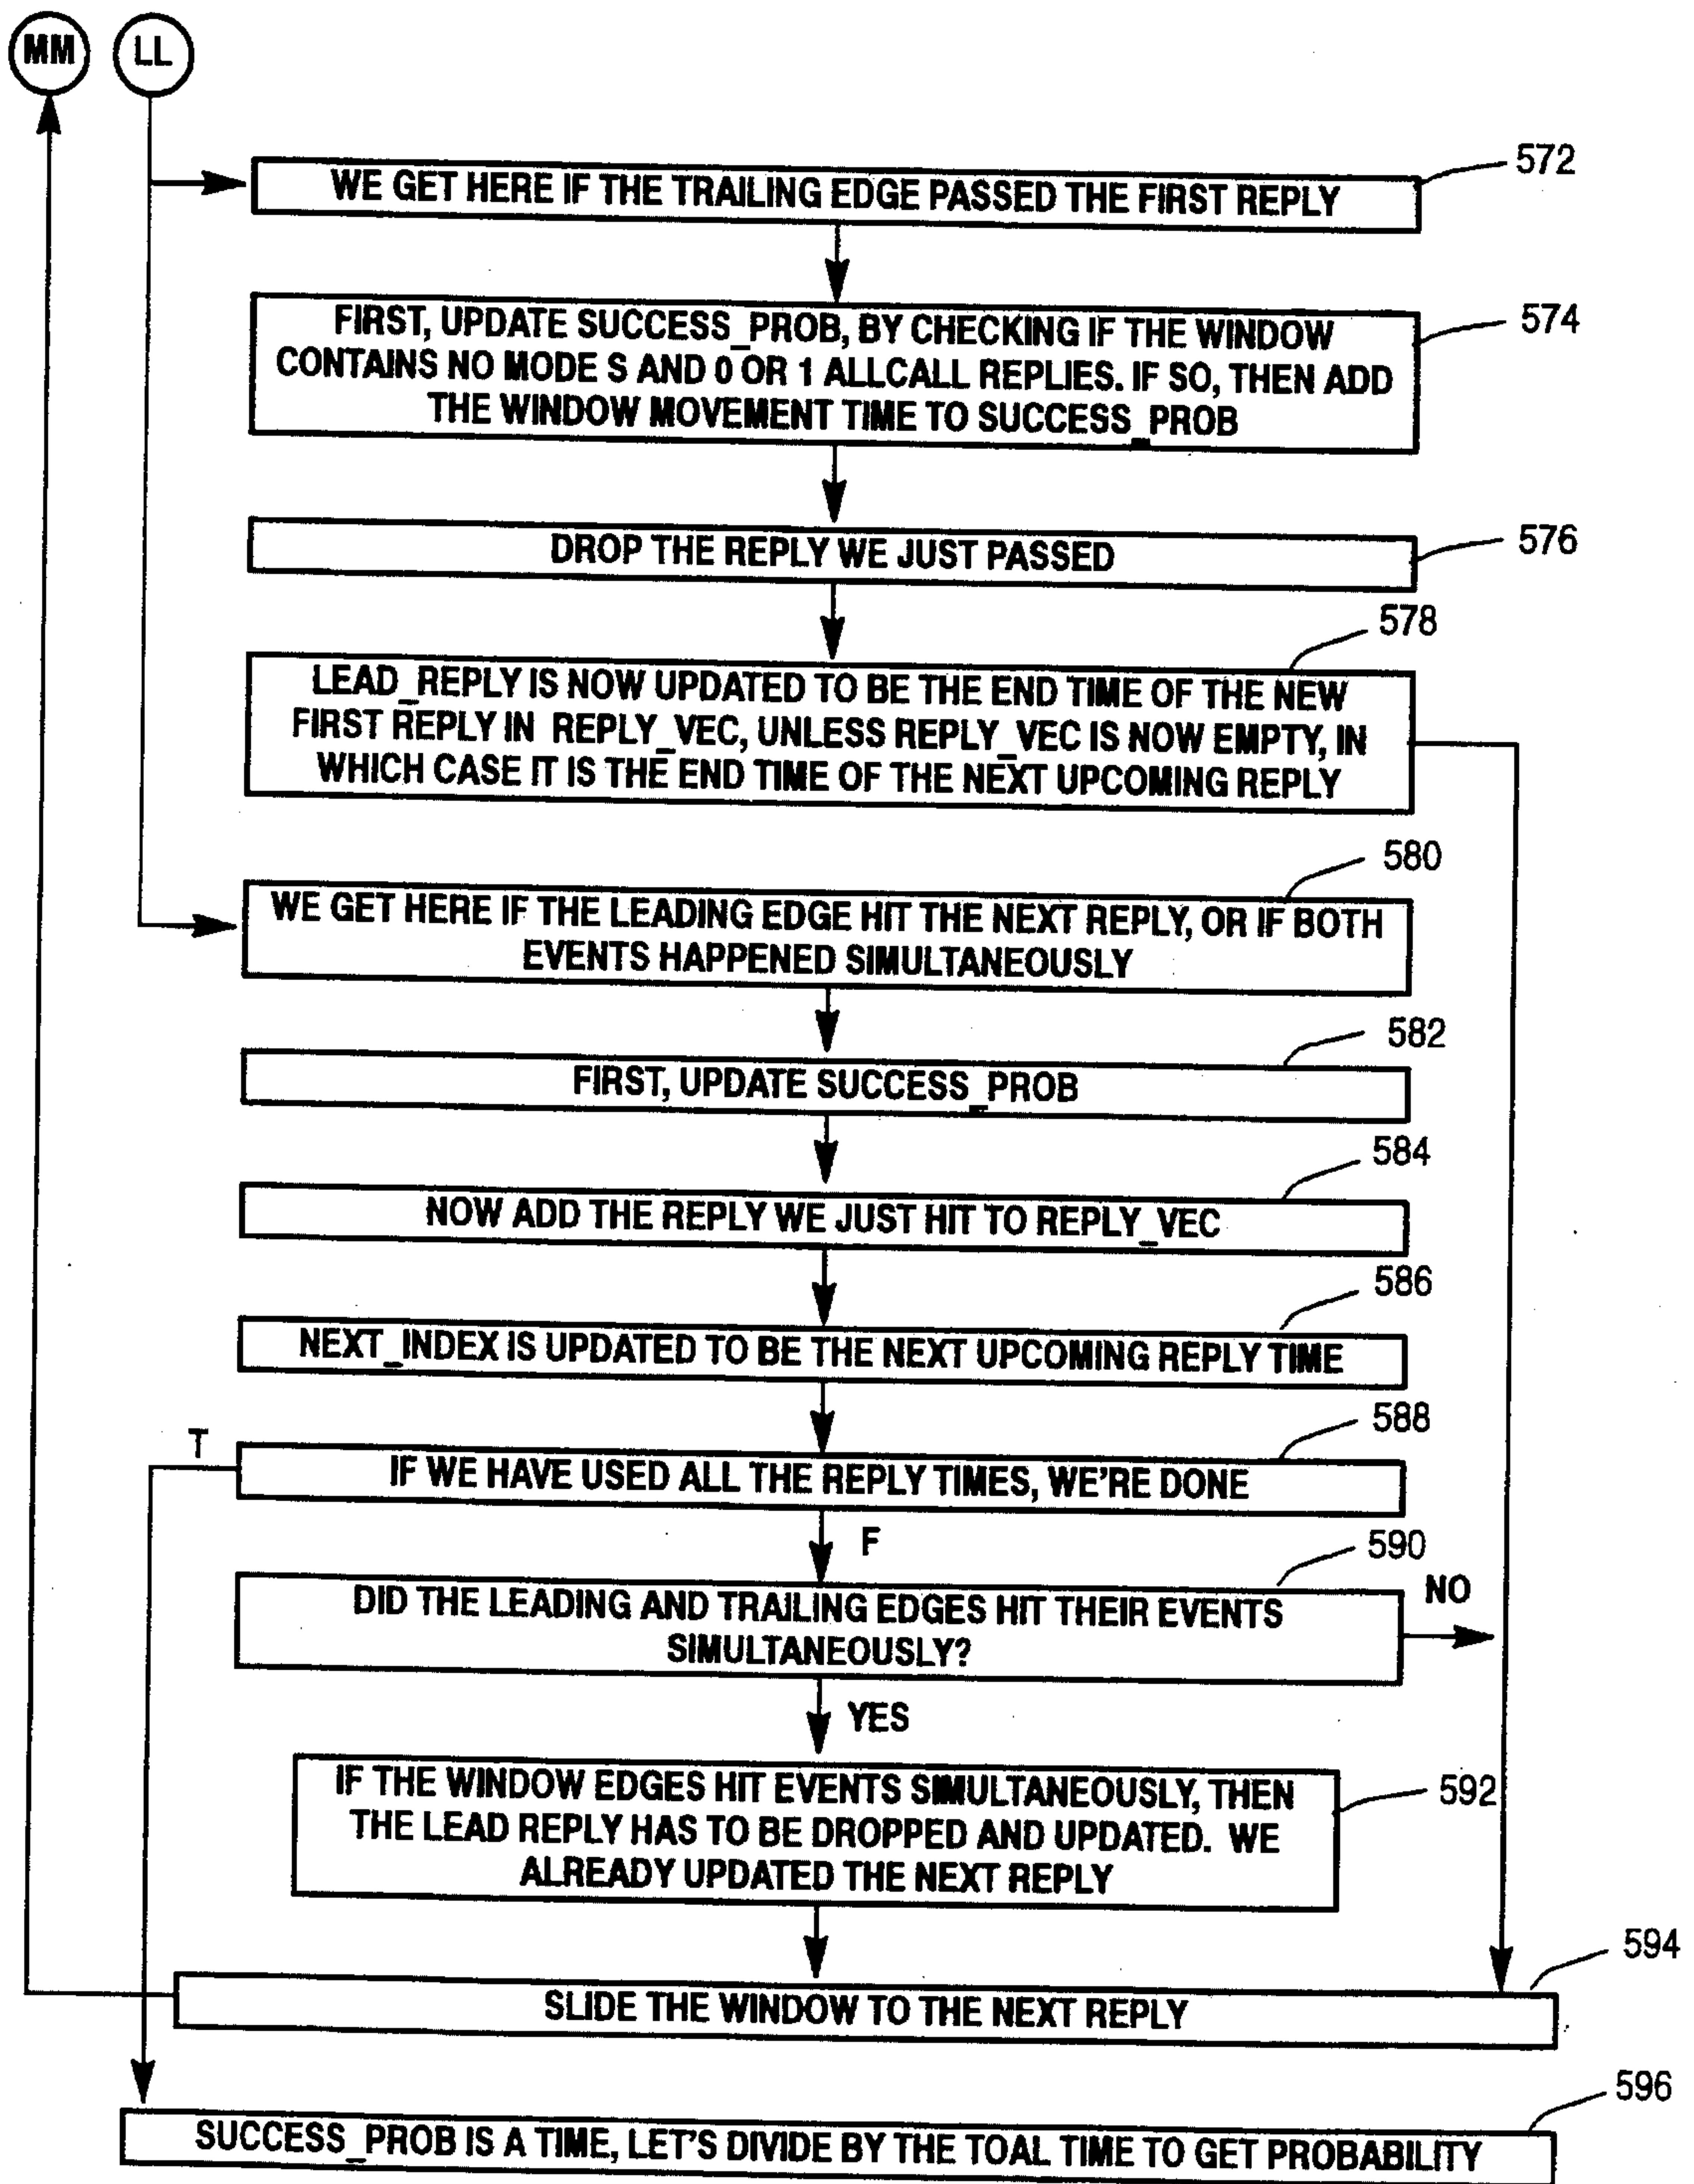 MM
LL
572
WE GET HERE IF THE TRAILING EDGE PASSED THE FIRST REPLY
574
FIRST, UPDATE SUCCESS_PROB, BY CHECKING IF THE WINDOW
CONTAINS NO MODE S AND 0 OR 1 ALLCALL REPLIES. IF SO, THEN ADD
THE WINDOW MOVEMENT TIME TO SUCCESS_PROB
576
DROP THE REPLY WE JUST PASSED
578
LEAD_REPLY IS NOW UPDATED TO BE THE END TIME OF THE NEW
FIRST REPLY IN REPLY_VEC, UNLESS REPLY_VEC IS NOW EMPTY, IN
WHICH CASE IT IS THE END TIME OF THE NEXT UPCOMING REPLY
580
WE GET HERE IF THE LEADING EDGE HIT THE NEXT REPLY, OR IF BOTH
EVENTS HAPPENED SIMULTANEOUSLY
582
FIRST, UPDATE SUCCESS_PROB
584
NOW ADD THE REPLY WE JUST HIT TO REPLY_VEC
586
NEXT_INDEX IS UPDATED TO BE THE NEXT UPCOMING REPLY TIME
588
T
IF WE HAVE USED ALL THE REPLY TIMES, WE'RE DONE
F
590
DID THE LEADING AND TRAILING EDGES HIT THEIR EVENTS
SIMULTANEOUSLY?
NO
YES
592
IF THE WINDOW EDGES HIT EVENTS SIMULTANEOUSLY, THEN
THE LEAD REPLY HAS TO BE DROPPED AND UPDATED. WE
ALREADY UPDATED THE NEXT REPLY
594
SLIDE THE WINDOW TO THE NEXT REPLY
596
SUCCESS_PROB IS A TIME, LET'S DIVIDE BY THE TOAL TIME TO GET PROBABILITY